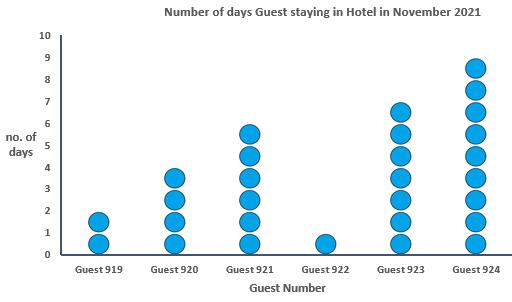 Number of days Guest staying in Hotel in November 2021
10
9
8
7
6
5
4
3
2
1
0
no. of
days
Guest 919 Guest 920 Guest 921 Guest 922 Guest 923 Guest 924
Guest Number